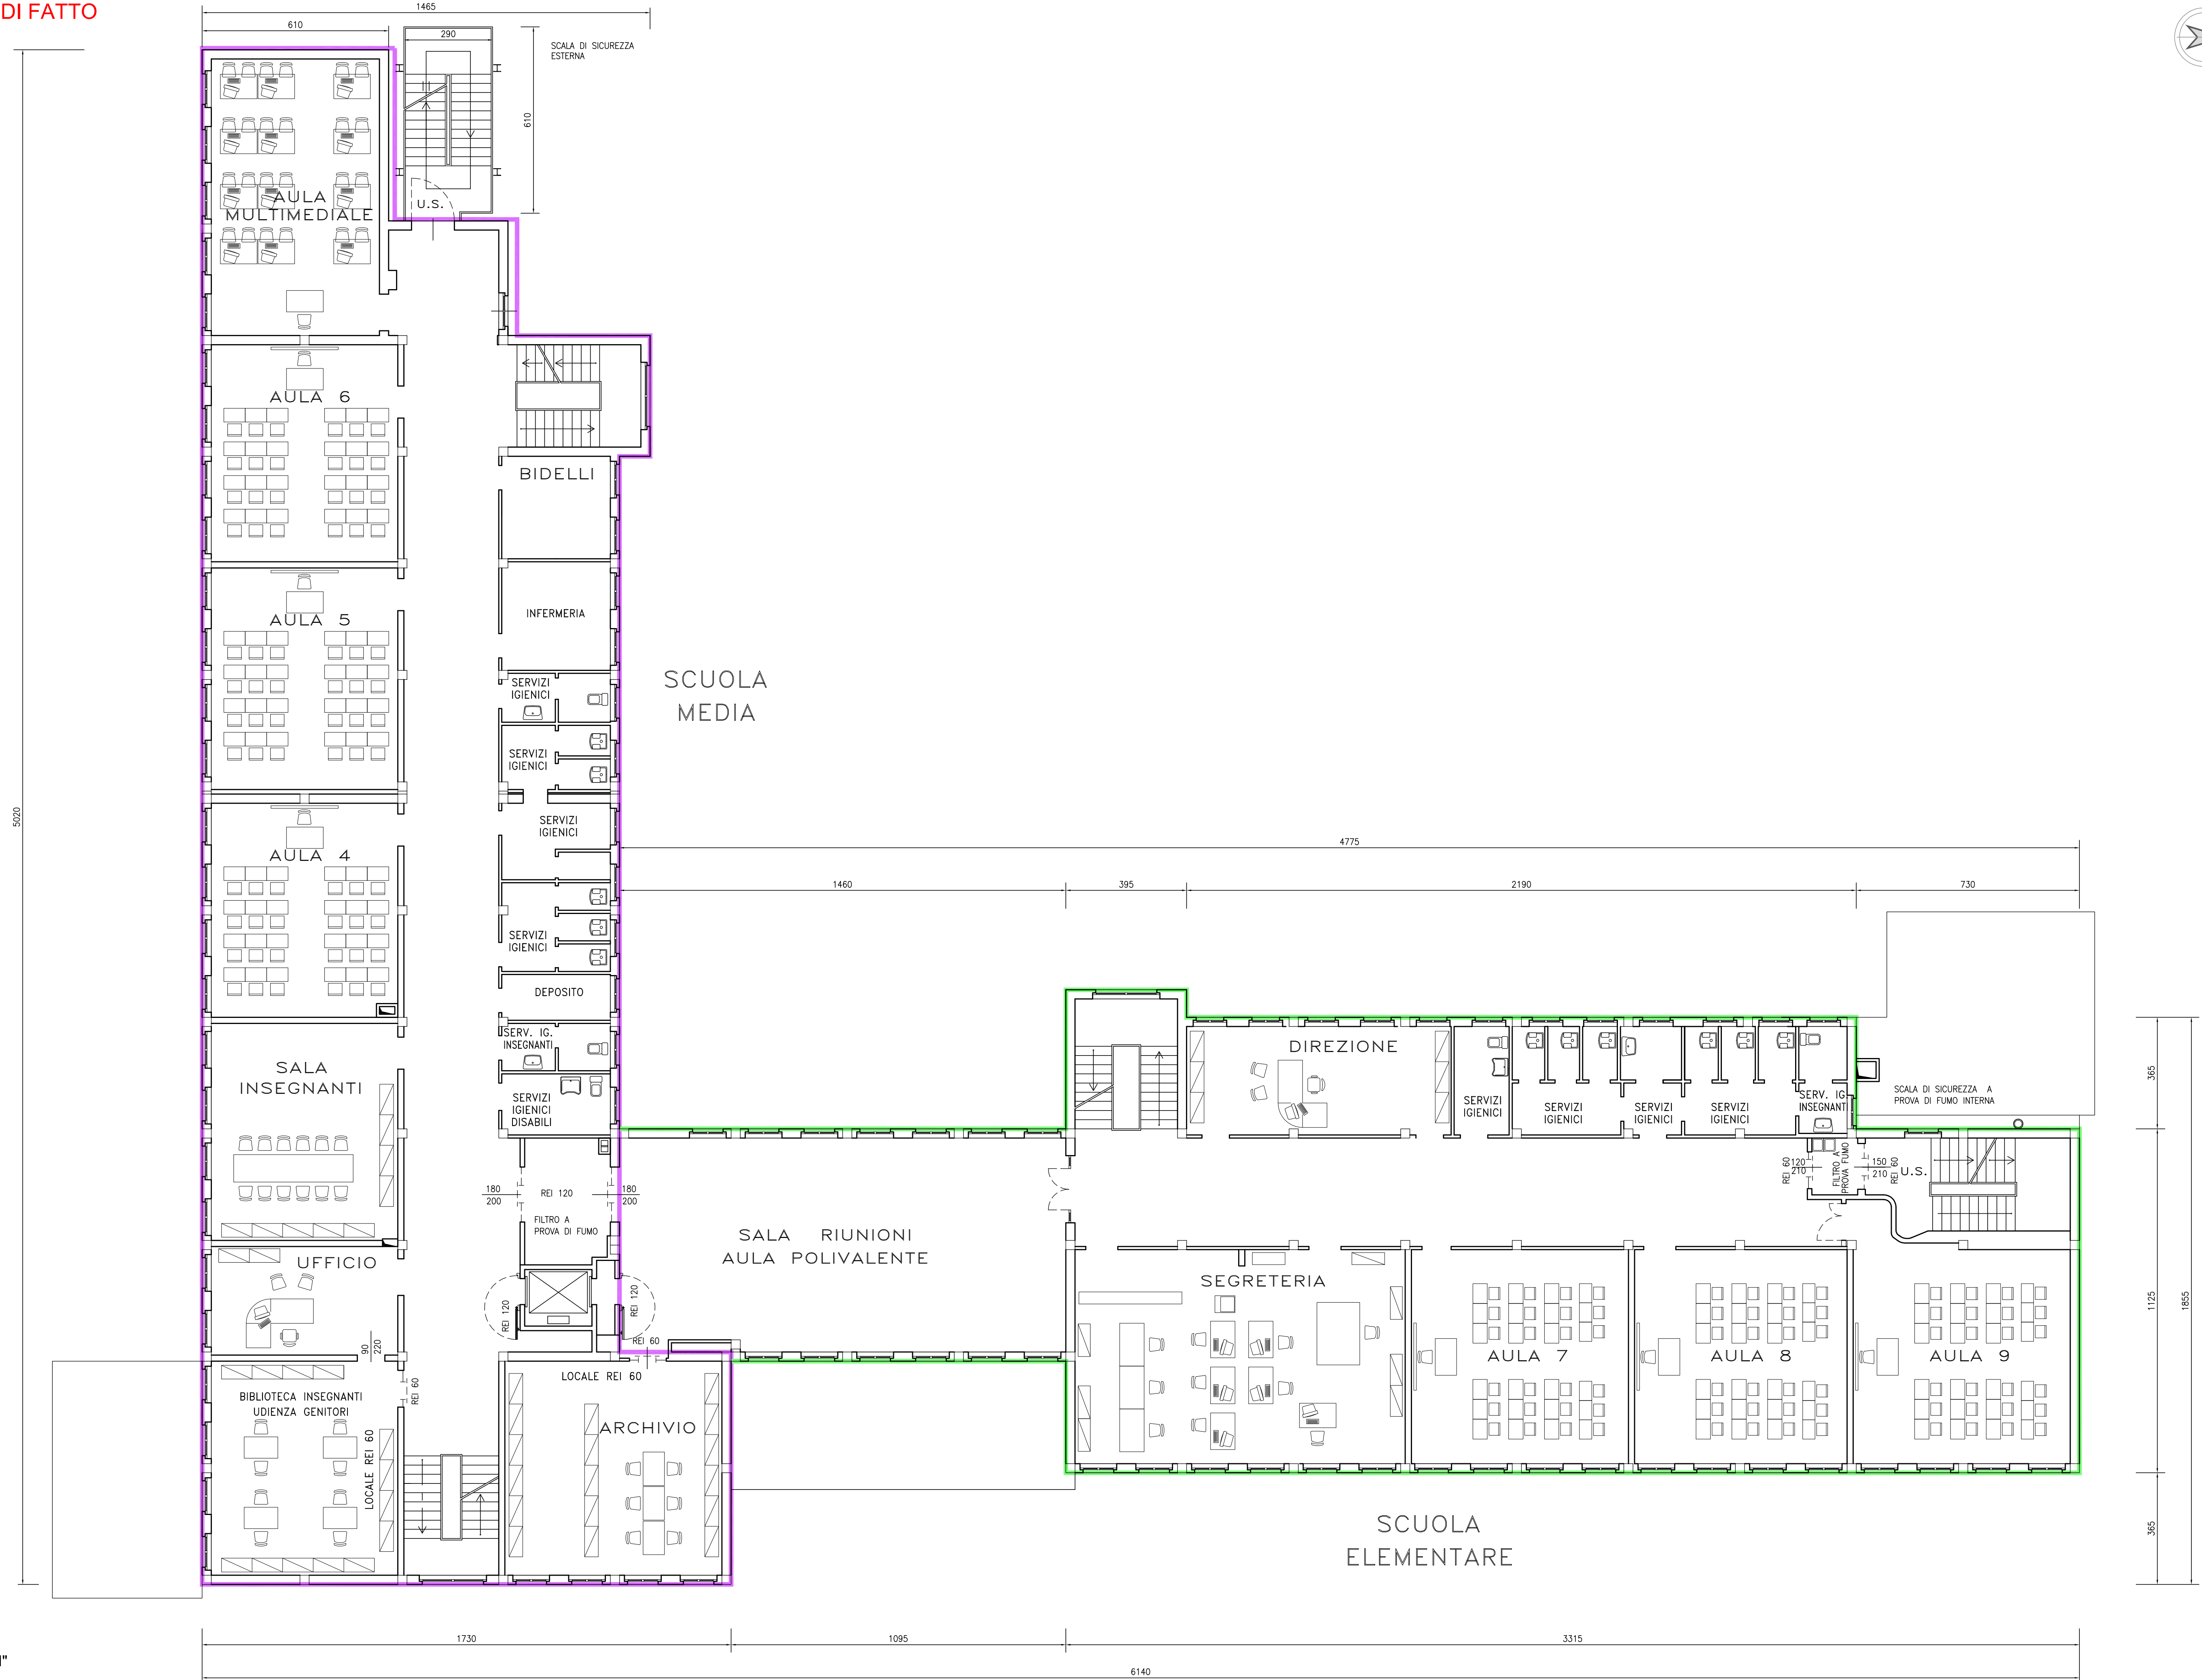 DI FATTO
1465
610
290
SCALA DI SICUREZZA
ESTERNA
610
U.S.
AULA
MULTIMEDIALE
AULA 6
BIDELLI
AULA 5
INFERMERIA
SERVIZI
IGIENICI
SCUOLA
MEDIA
SERVIZI
IGIENICI
5020
SERVIZI
IGIENICI
AULA 4
4775
1460
395
2190
730
SERVIZI
IGIENICI
DEPOSITO
SERV. IG.
INSEGNANTI
SALA
INSEGNANTI
SERVIZI
IGIENICI
DISABILI
DIREZIONE
SERVIZI
IGIENICI
SERVIZI
IGIENICI
SERVIZI
IGIENICI
SERVIZI
IGIENICI
SERV. IG.
INSEGNANTI
SCALA DI SICUREZZA A
PROVA DI FUMO INTERNA
365
180
200
REI 120
180
200
FILTRO A
PROVA DI FUMO
REI 60
120
210
FILTRO A
PROVA FUMO
150
210
REI 60
U.S.
SALA RIUNIONI
AULA POLIVALENTE
UFFICIO
SEGRETERIA
REI 120
REI 120
REI 60
1125
1855
90
220
AULA 7
AULA 8
AULA 9
LOCALE REI 60
BIBLIOTECA INSEGNANTI
UDIENZA GENITORI
REI 60
LOCALE REI 60
ARCHIVIO
SCUOLA
ELEMENTARE
365
1730
1095
3315
6140